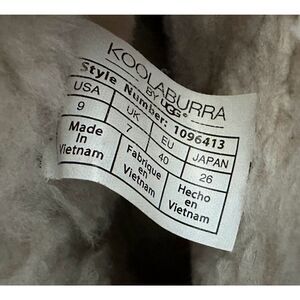 KOOLABURRA
BY UGG®
Style Number: 1096413
USA UK EU JAPAN
9 7 40 26
Made in Vietnam
Fabrique en Vietnam
Hecho en Vietnam